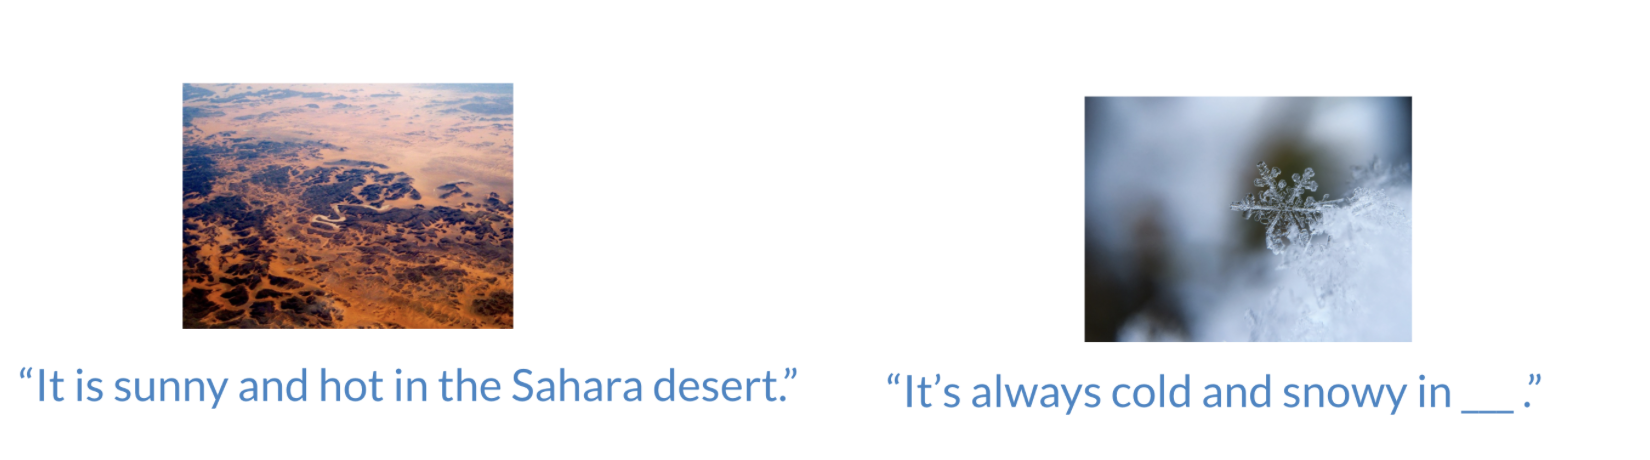 “It is sunny and hot in the Sahara desert.”
“It’s always cold and snowy in ___ .”